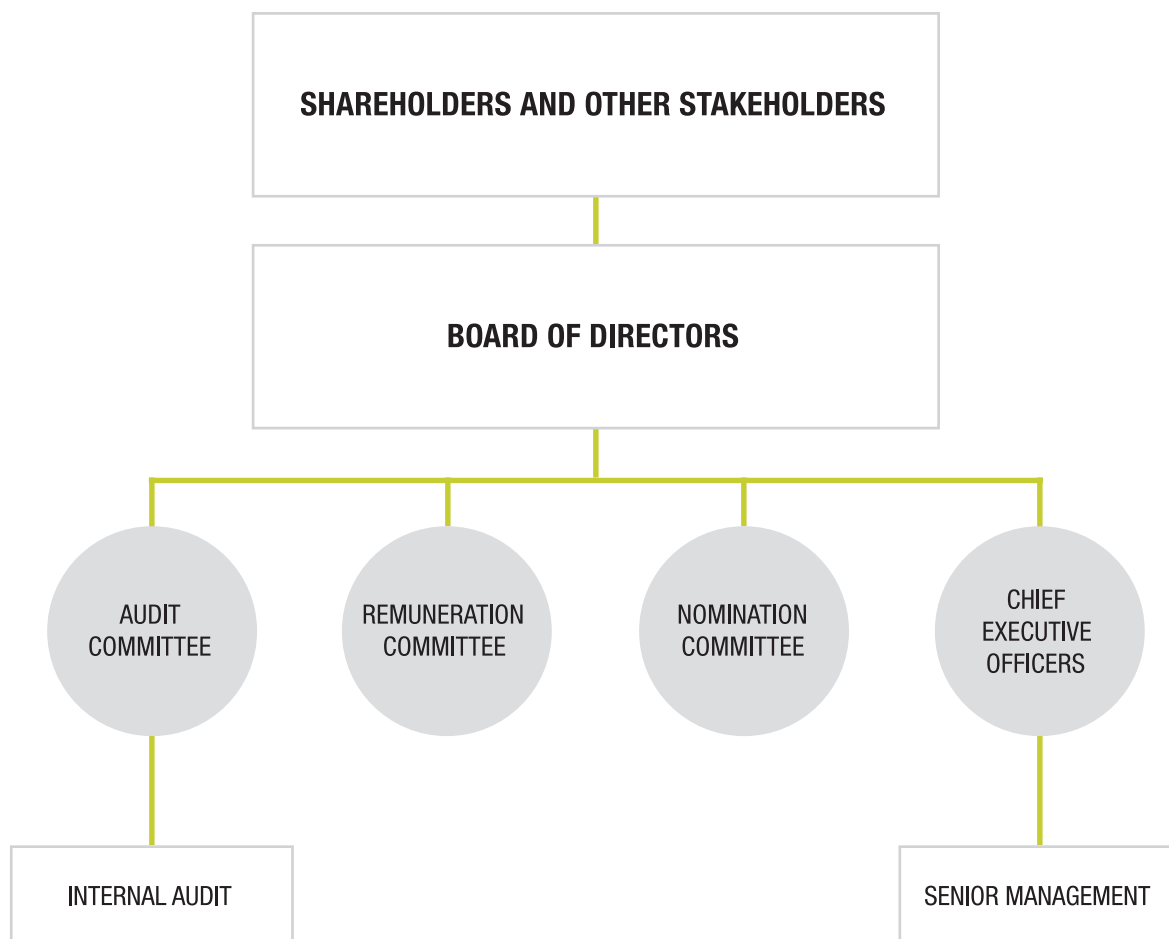 SHAREHOLDERS AND OTHER STAKEHOLDERS
BOARD OF DIRECTORS
AUDIT
COMMITTEE
REMUNERATION
COMMITTEE
NOMINATION
COMMITTEE
CHIEF
EXECUTIVE
OFFICERS
INTERNAL AUDIT
SENIOR MANAGEMENT